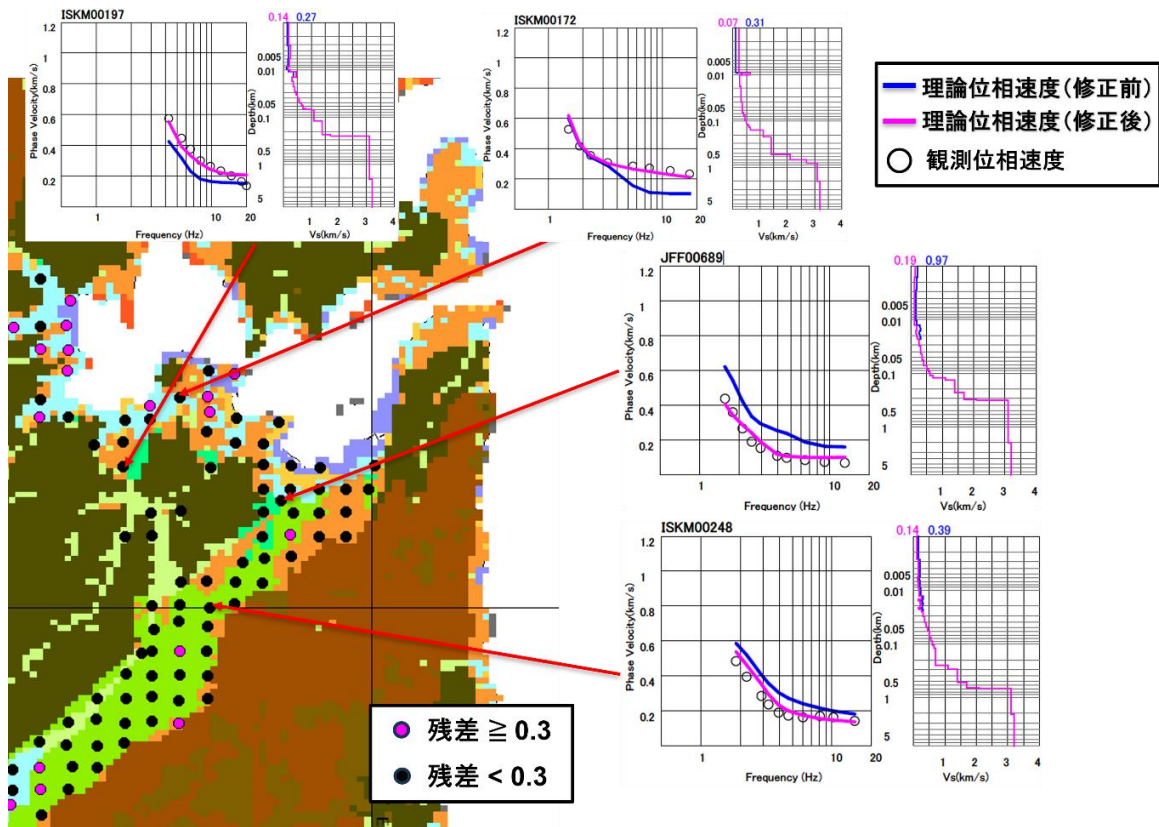 ISKM00197
0.14 0.27
1.2
1
0.8
0.6
0.4
0.2
Phase Velocity(km/s)
1
10
20
Frequency (Hz)
0.005
0.01
0.05
0.1
0.5
1
5
Depth(km)
1 2 3 4
Vs(km/s)
ISKM00172
0.07 0.31
1.2
1
0.8
0.6
0.4
0.2
Phase Velocity(km/s)
1
10
20
Frequency (Hz)
0.005
0.01
0.05
0.1
0.5
1
5
Depth(km)
1 2 3 4
Vs(km/s)
理論位相速度(修正前)
理論位相速度(修正後)
観測位相速度
JFF00689
0.19 0.97
1.2
1
0.8
0.6
0.4
0.2
Phase Velocity(km/s)
1
10
20
Frequency (Hz)
0.005
0.01
0.05
0.1
0.5
1
5
Depth(km)
0 1 2 3 4
Vs(km/s)
ISKM00248
0.14 0.39
1.2
1
0.8
0.6
0.4
0.2
Phase Velocity(km/s)
1
10
20
Frequency (Hz)
0.005
0.01
0.05
0.1
0.5
1
5
Depth(km)
1 2 3 4
Vs(km/s)
残差 ≧ 0.3
残差 < 0.3